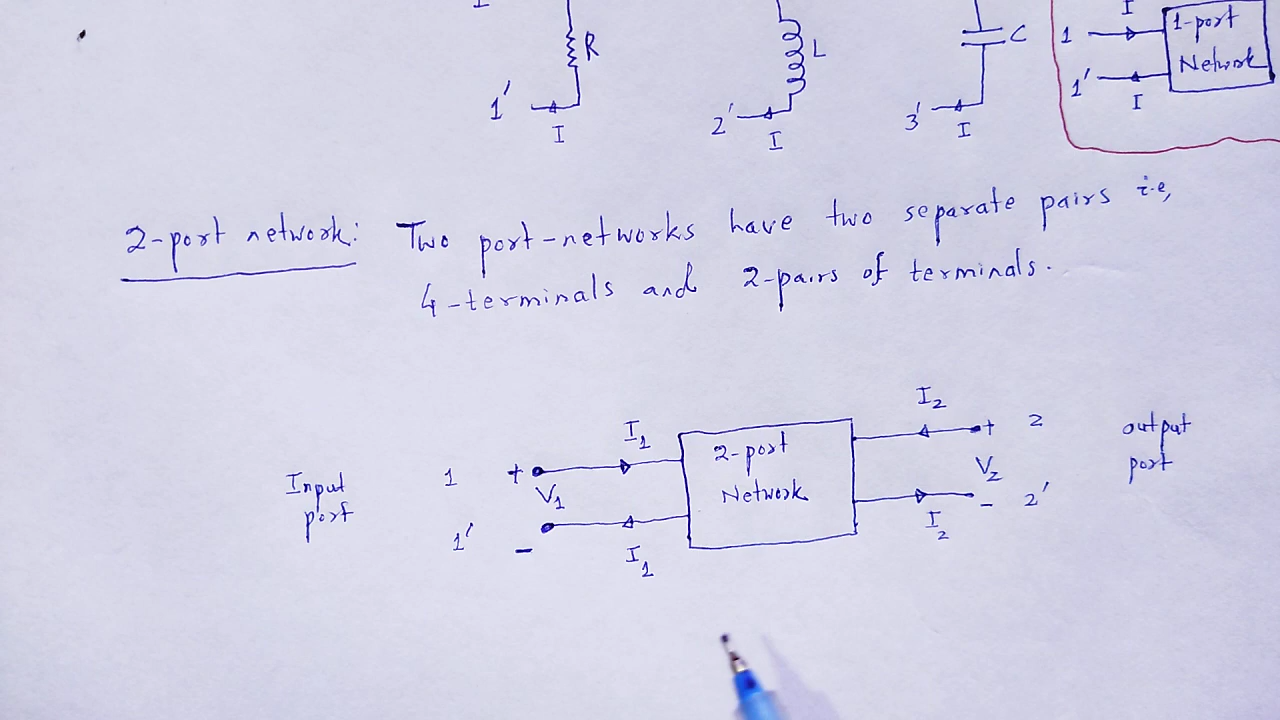 I
R
1'
I
L
2'
I
C
3'
I
I
1
1-port
Network
1'
I
2-port network: Two port-networks have two separate pairs i.e,
4-terminals and 2-pairs of terminals.
I2
I1
+ 2 output
2-port
Input 1 + V2 port
port V1 Network
- 2'
1' I2
- I1